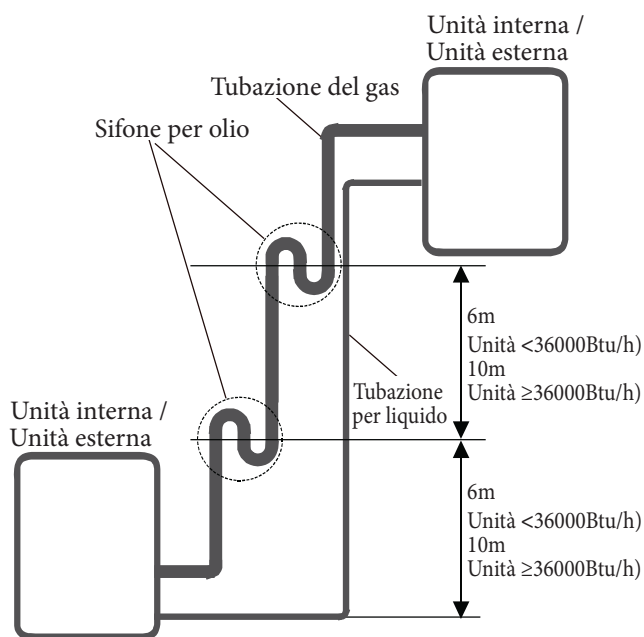 Unità interna /
Unità esterna
Tubazione del gas
Sifone per olio
6m
Unità <36000Btu/h)
10m
Unità ≥36000Btu/h)
Tubazione
per liquido
Unità interna /
Unità esterna
6m
Unità <36000Btu/h)
10m
Unità ≥36000Btu/h)